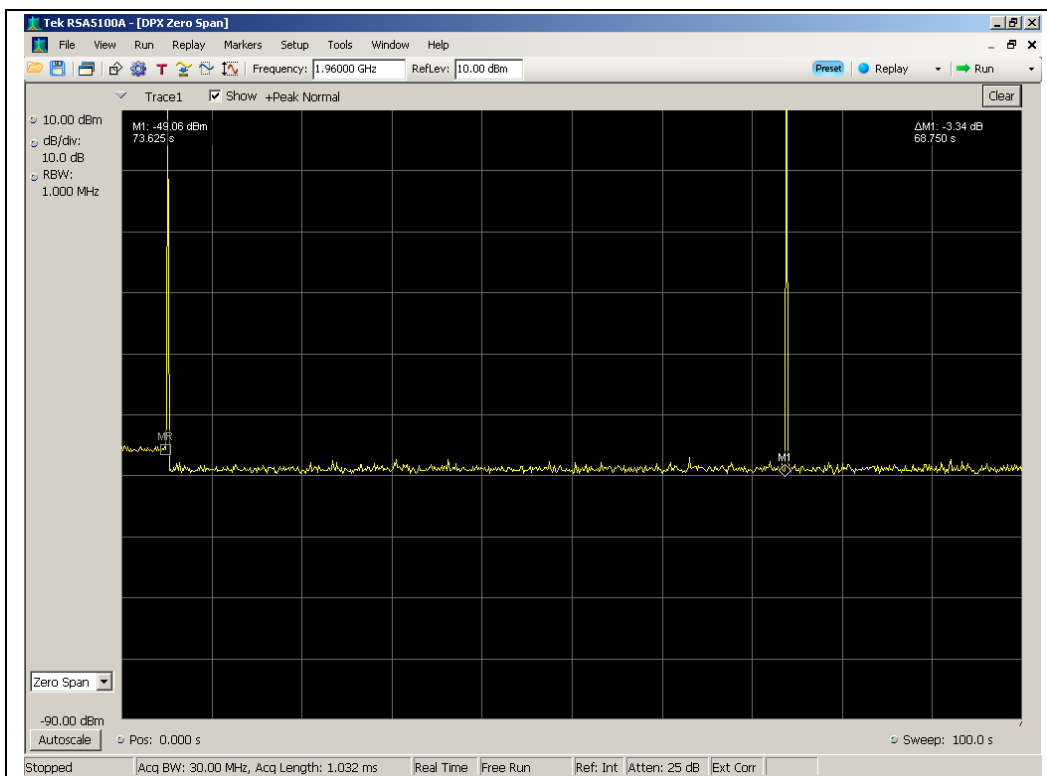 Tek RSA5100A - [DPX Zero Span]
File View Run Replay Markers Setup Tools Window Help
T Frequency: 1.96000 GHz RefLev: 10.00 dBm Preset Replay Run
Trace1 Show +Peak Normal Clear
10.00 dBm
dB/div:
10.0 dB
RBW:
1.000 MHz
M1: -49.06 dBm
73.625 s
ΔM1: -3.34 dB
68.750 s
MR
M1
Zero Span
-90.00 dBm
Autoscale Pos: 0.000 s Sweep: 100.0 s
Stopped Acq BW: 30.00 MHz, Acq Length: 1.032 ms Real Time Free Run Ref: Int Atten: 25 dB Ext Corr